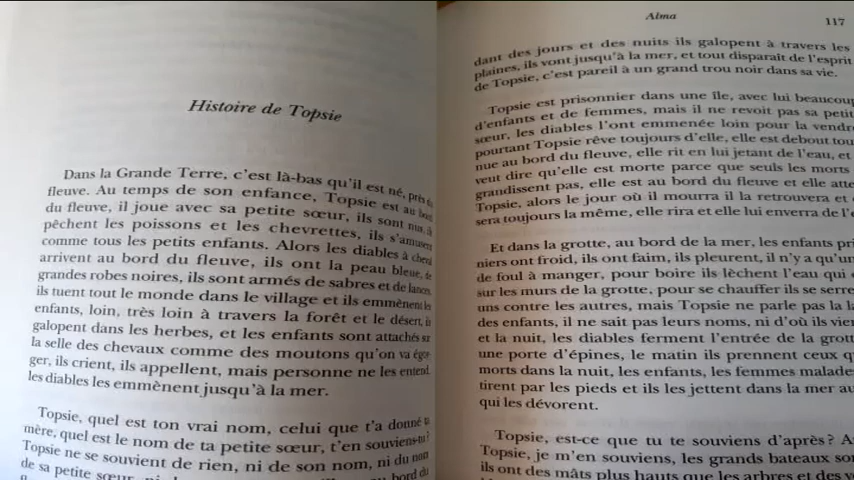 Histoire de Topsie
Dans la Grande Terre, c'est là-bas qu'il est né, près du
fleuve. Au temps de son enfance, Topsie est au bord
du fleuve, il joue avec sa petite sœur, ils sont nus, ils
pêchent les poissons et les chevrettes, ils s'amusent
comme tous les petits enfants. Alors les diables à cheval
arrivent au bord du fleuve, ils ont la peau bleue, de
grandes robes noires, ils sont armés de sabres et de lances,
ils tuent tout le monde dans le village et ils emmènent les
enfants, loin, très loin à travers la forêt et le désert, ils
galopent dans les herbes, et les enfants sont attachés sur
la selle des chevaux comme des moutons qu'on va égor-
ger, ils crient, ils appellent, mais personne ne les entend,
les diables les emmènent jusqu'à la mer.
Topsie, quel est ton vrai nom, celui que t'a donné ta
mère, quel est le nom de ta petite sœur, t'en souviens-tu?
Topsie ne se souvient de rien, ni de son nom, ni du nom
de sa petite sœur, ni
au bord du
Alma
117
dant des jours et des nuits ils galopent à travers les
plaines, ils vont jusqu'à la mer, et tout disparaît de l'esprit
de Topsie, c'est pareil à un grand trou noir dans sa vie.
Topsie est prisonnier dans une île, avec lui beaucoup
d'enfants et de femmes, mais il ne revoit pas sa petite
sœur, les diables l'ont emmenée loin pour la vendre
pourtant Topsie rêve toujours d'elle, elle est debout tou
nue au bord du fleuve, elle rit en lui jetant de l'eau, et
veut dire qu'elle est morte parce que seuls les morts
grandissent pas, elle est au bord du fleuve et elle atte
Topsie, alors le jour où il mourra il la retrouvera et
sera toujours la même, elle rira et elle lui enverra de l'
Et dans la grotte, au bord de la mer, les enfants pri
niers ont froid, ils ont faim, ils pleurent, il n'y a qu'un
de foul à manger, pour boire ils lèchent l'eau qui
sur les murs de la grotte, pour se chauffer ils se serre
uns contre les autres, mais Topsie ne parle pas la la
des enfants, il ne sait pas leurs noms, ni d'où ils vien
et la nuit, les diables ferment l'entrée de la grott
une porte d'épines, le matin ils prennent ceux q
morts dans la nuit, les enfants, les femmes malade
tirent par les pieds et ils les jettent dans la mer au
qui les dévorent.
Topsie, est-ce que tu te souviens d'après? A
Topsie, je m'en souviens, les grands bateaux son
ils ont des mâts plus hauts que les arbres et des v